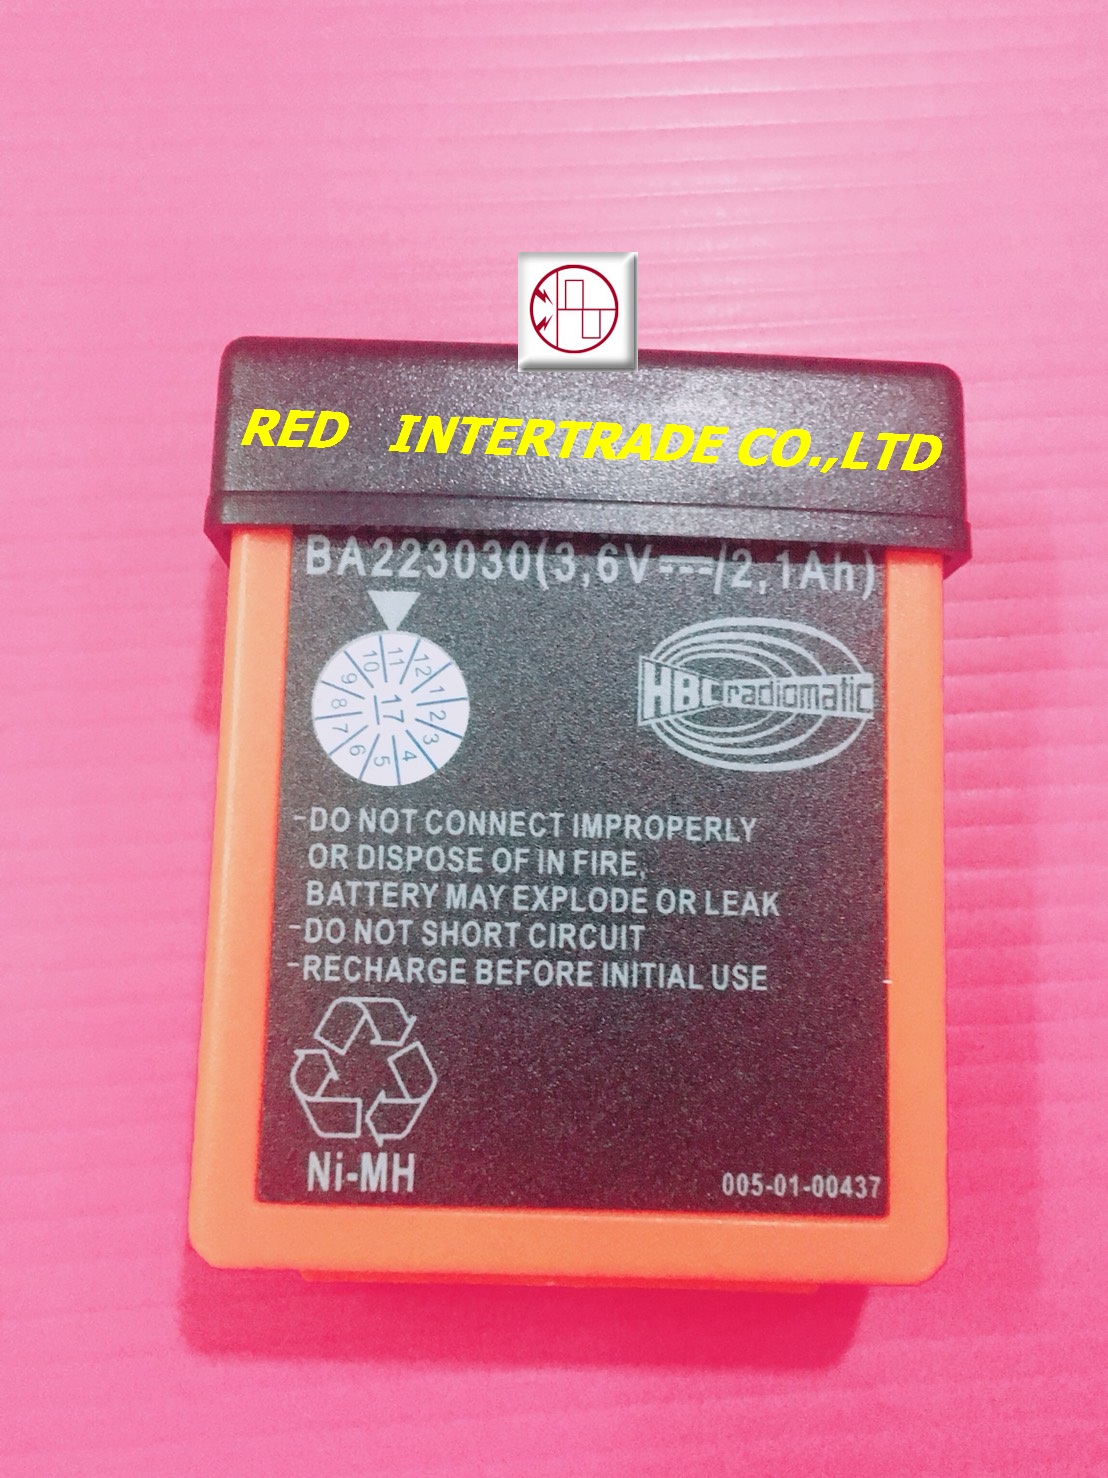 RED INTERTRADE CO.,LTD
BA223030(3,6V⎓/2,1Ah)
10 11 12 1 2 3 4 5 6 7 8 9
17
HBC radiomatic
-DO NOT CONNECT IMPROPERLY
OR DISPOSE OF IN FIRE,
BATTERY MAY EXPLODE OR LEAK
-DO NOT SHORT CIRCUIT
-RECHARGE BEFORE INITIAL USE
Ni-MH
005-01-00437